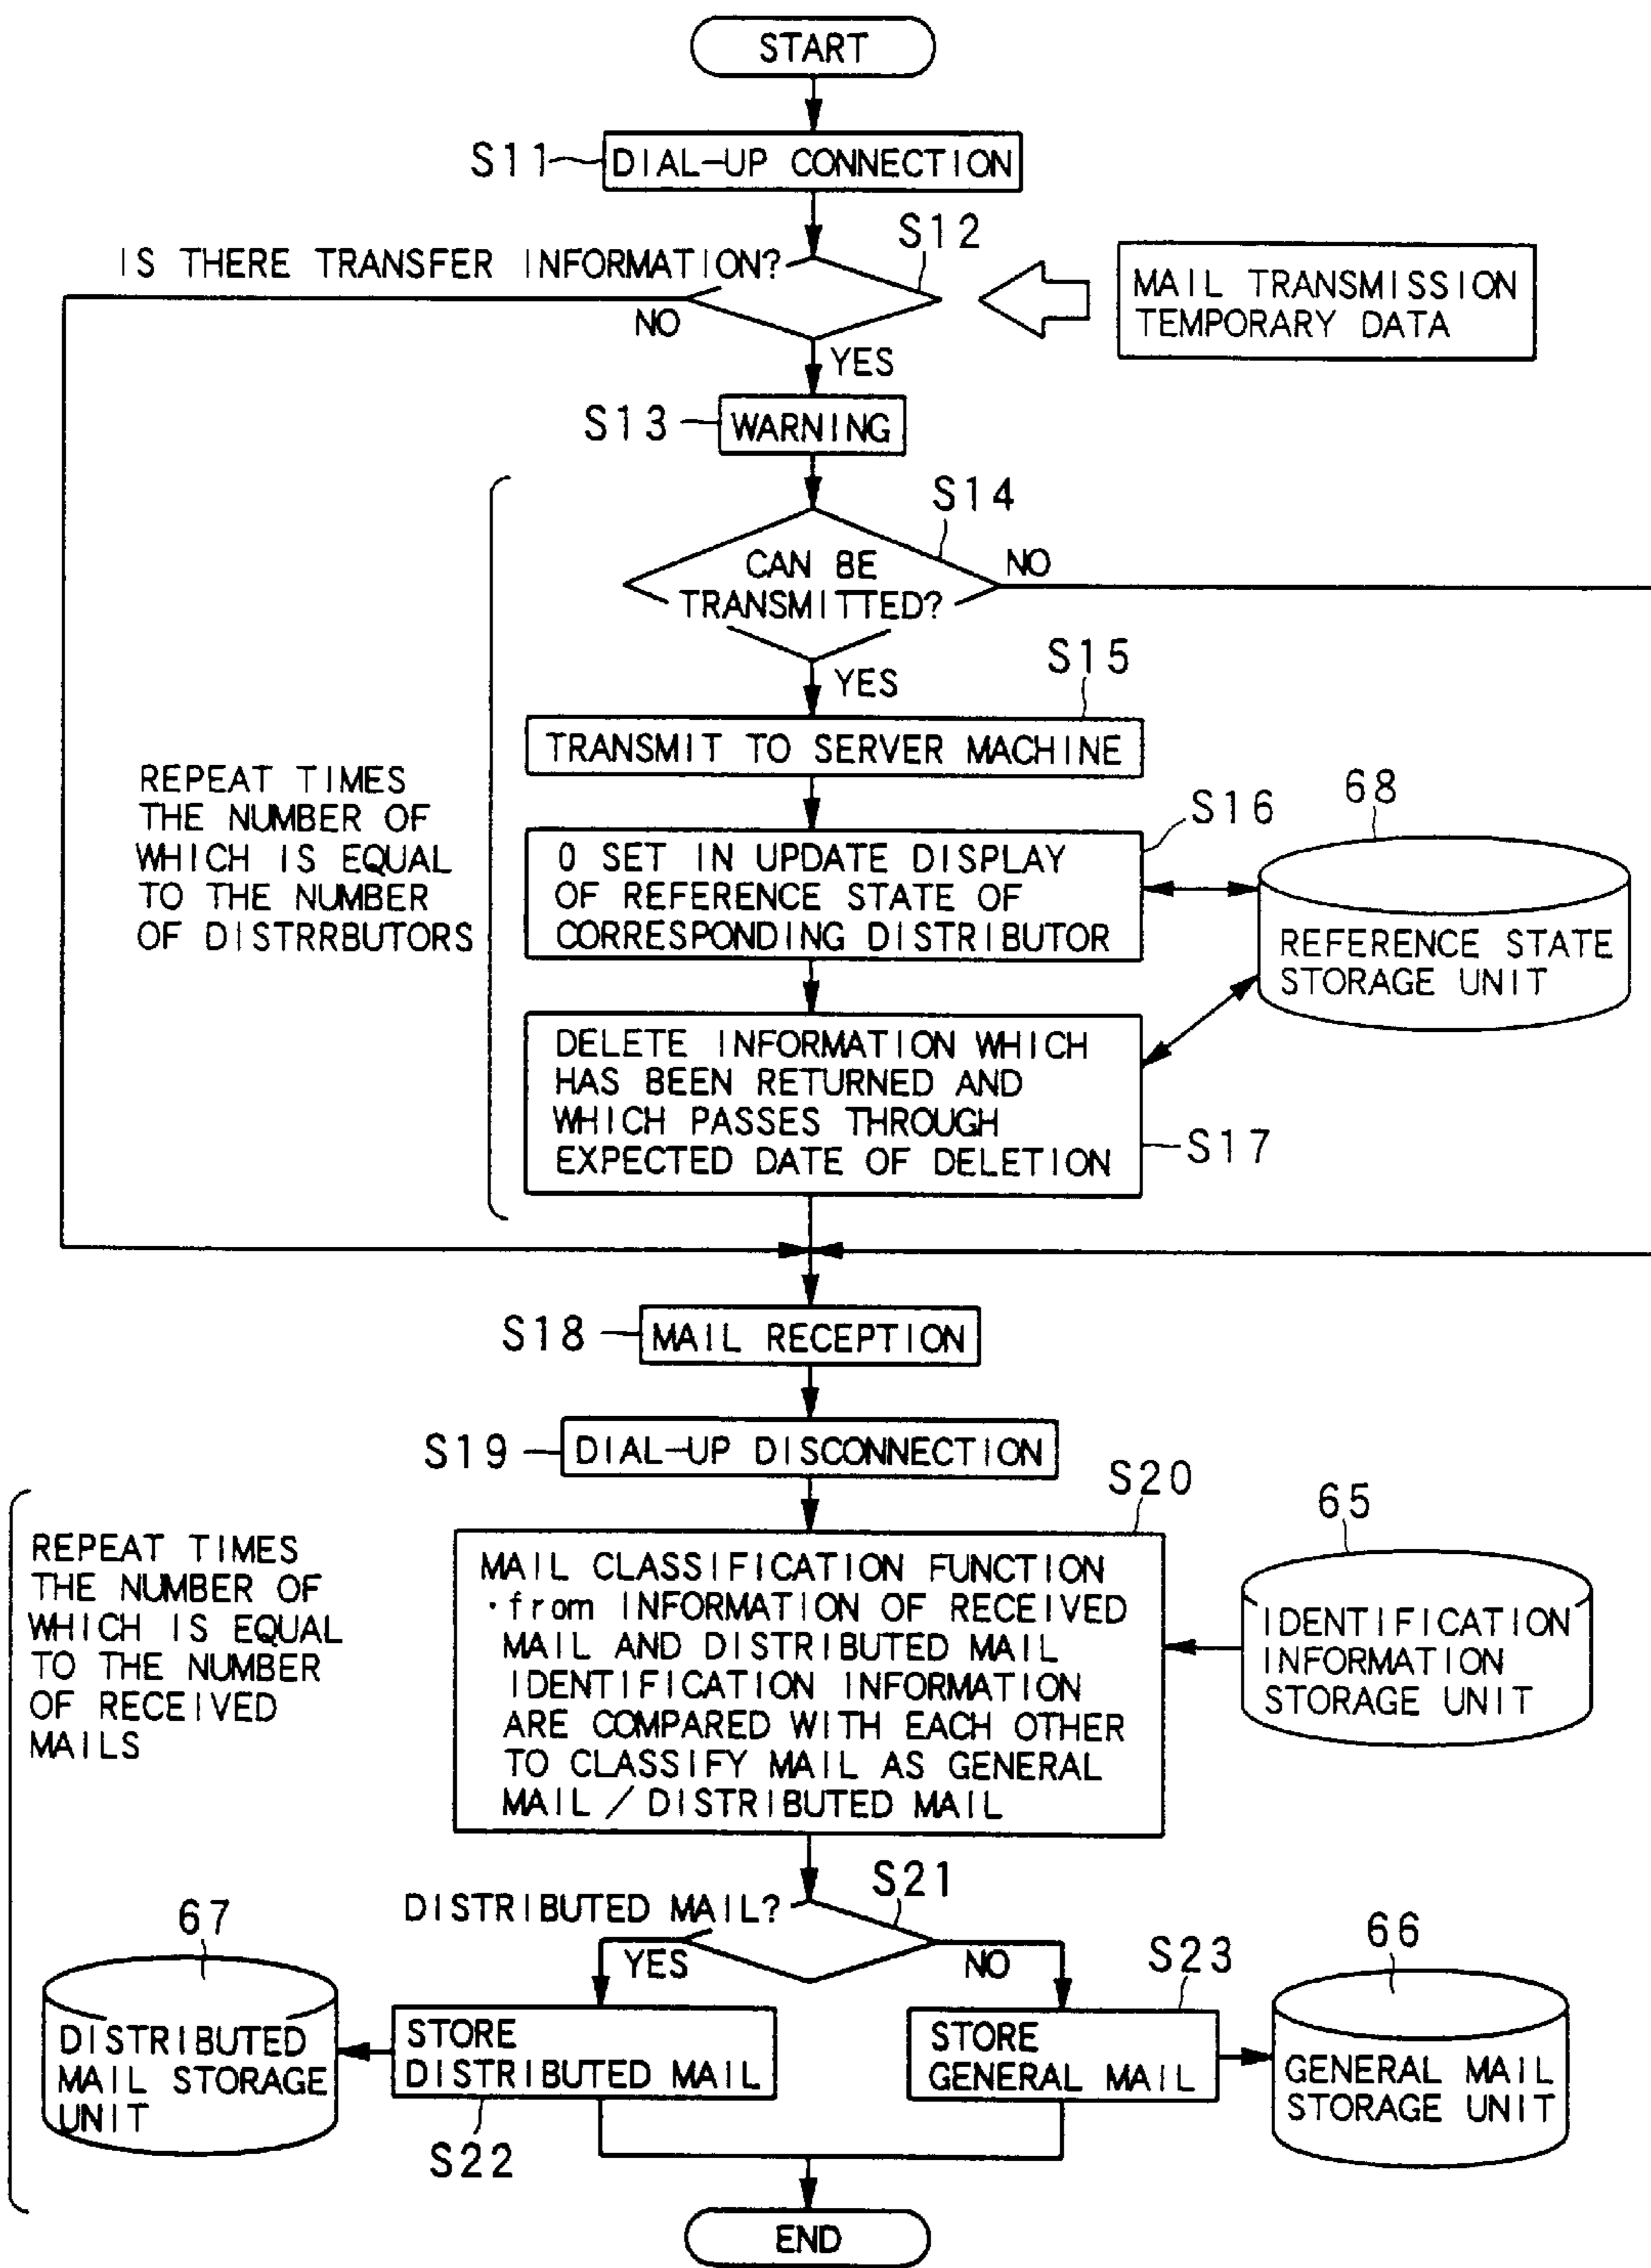 START
S11
DIAL-UP CONNECTION
S12
IS THERE TRANSFER INFORMATION?
MAIL TRANSMISSION
TEMPORARY DATA
NO
YES
S13
WARNING
S14
CAN BE
TRANSMITTED?
NO
YES
S15
TRANSMIT TO SERVER MACHINE
REPEAT TIMES
THE NUMBER OF
WHICH IS EQUAL
TO THE NUMBER
OF DISTRRBUTORS
S16
68
0 SET IN UPDATE DISPLAY
OF REFERENCE STATE OF
CORRESPONDING DISTRIBUTOR
REFERENCE STATE
STORAGE UNIT
DELETE INFORMATION WHICH
HAS BEEN RETURNED AND
WHICH PASSES THROUGH
EXPECTED DATE OF DELETION
S17
S18
MAIL RECEPTION
S19
DIAL-UP DISCONNECTION
S20
65
REPEAT TIMES
THE NUMBER OF
WHICH IS EQUAL
TO THE NUMBER
OF RECEIVED
MAILS
MAIL CLASSIFICATION FUNCTION
·from INFORMATION OF RECEIVED
MAIL AND DISTRIBUTED MAIL
IDENTIFICATION INFORMATION
ARE COMPARED WITH EACH OTHER
TO CLASSIFY MAIL AS GENERAL
MAIL / DISTRIBUTED MAIL
IDENTIFICATION
INFORMATION
STORAGE UNIT
S21
DISTRIBUTED MAIL?
YES
NO
67
S23
66
DISTRIBUTED
MAIL STORAGE
UNIT
STORE
DISTRIBUTED MAIL
STORE
GENERAL MAIL
GENERAL MAIL
STORAGE UNIT
S22
END